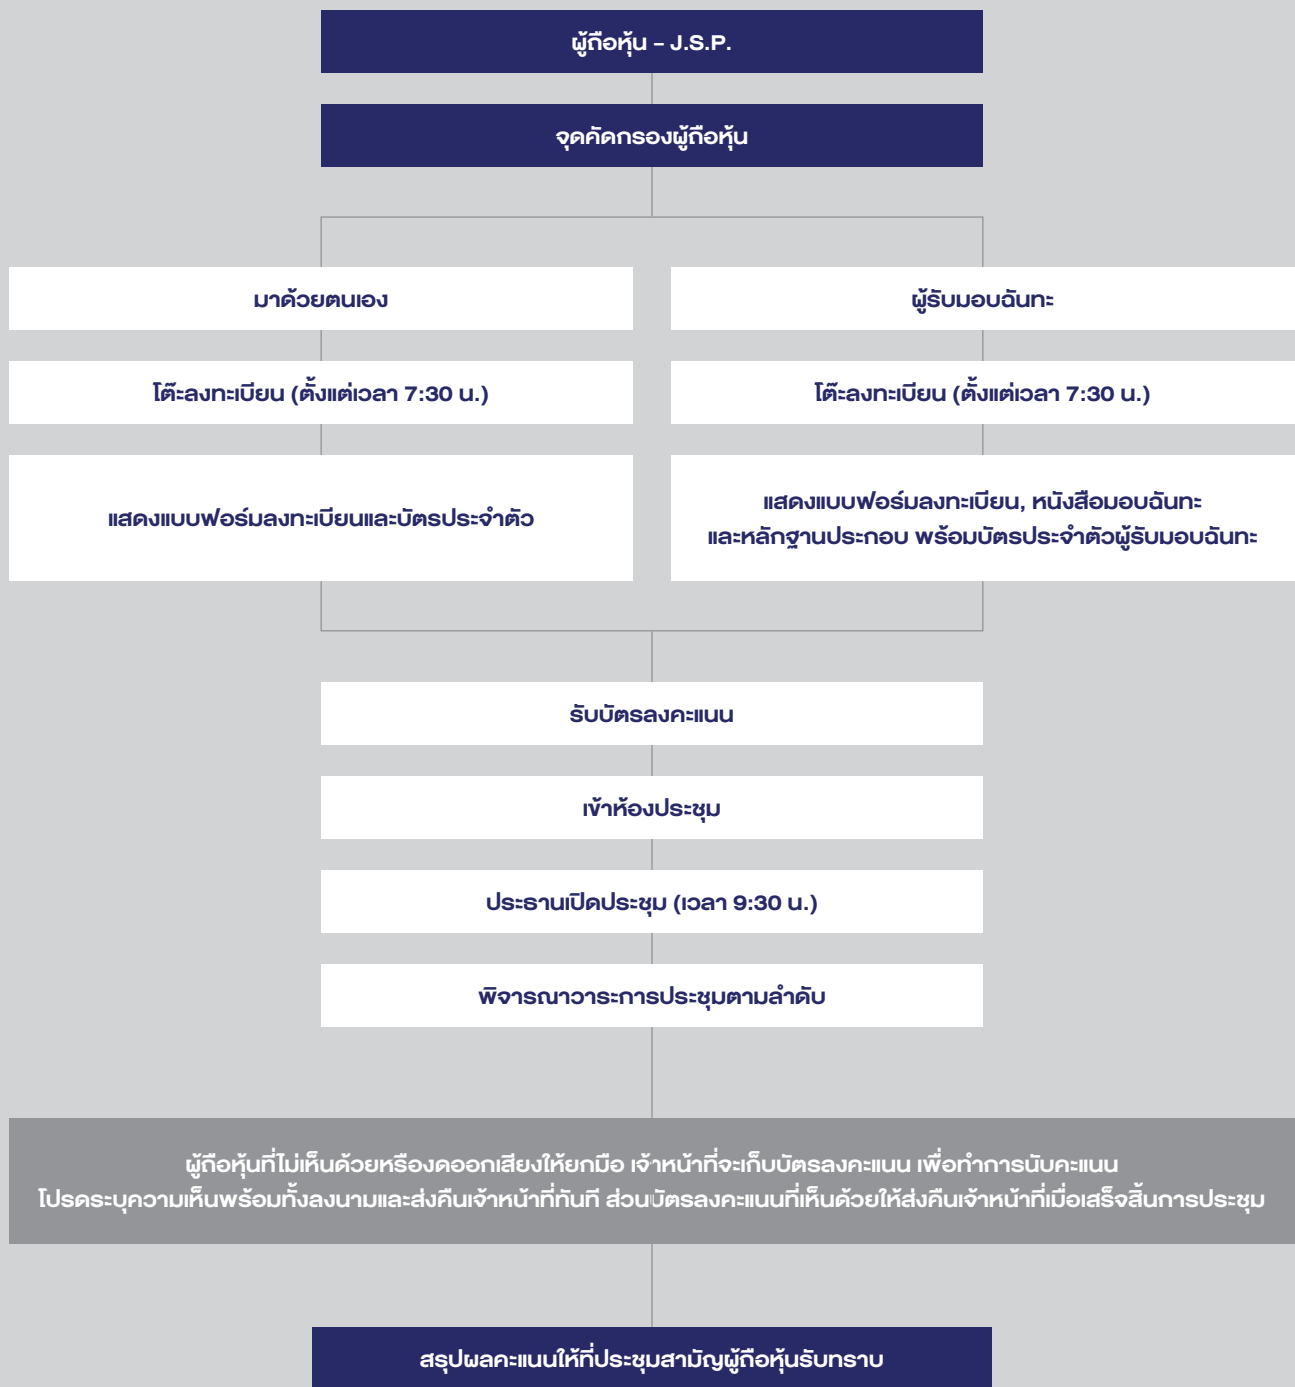 ผู้ถือหุ้น – J.S.P.
จุดคัดกรองผู้ถือหุ้น
มาด้วยตนเอง
ผู้รับมอบฉันทะ
โต๊ะลงทะเบียน (ตั้งแต่เวลา 7:30 น.)
โต๊ะลงทะเบียน (ตั้งแต่เวลา 7:30 น.)
แสดงแบบฟอร์มลงทะเบียนและบัตรประจำตัว
แสดงแบบฟอร์มลงทะเบียน, หนังสือมอบฉันทะ
และหลักฐานประกอบ พร้อมบัตรประจำตัวผู้รับมอบฉันทะ
รับบัตรลงคะแนน
เข้าห้องประชุม
ประธานเปิดประชุม (เวลา 9:30 น.)
พิจารณาวาระการประชุมตามลำดับ
ผู้ถือหุ้นที่ไม่เห็นด้วยหรืองดออกเสียงให้ยกมือ เจ้าหน้าที่จะเก็บบัตรลงคะแนน เพื่อทำการนับคะแนน
โปรดระบุความเห็นพร้อมทั้งลงนามและส่งคืนเจ้าหน้าที่ทันที ส่วนบัตรลงคะแนนที่เห็นด้วยให้ส่งคืนเจ้าหน้าที่เมื่อเสร็จสิ้นการประชุม
สรุปผลคะแนนให้ที่ประชุมสามัญผู้ถือหุ้นรับทราบ